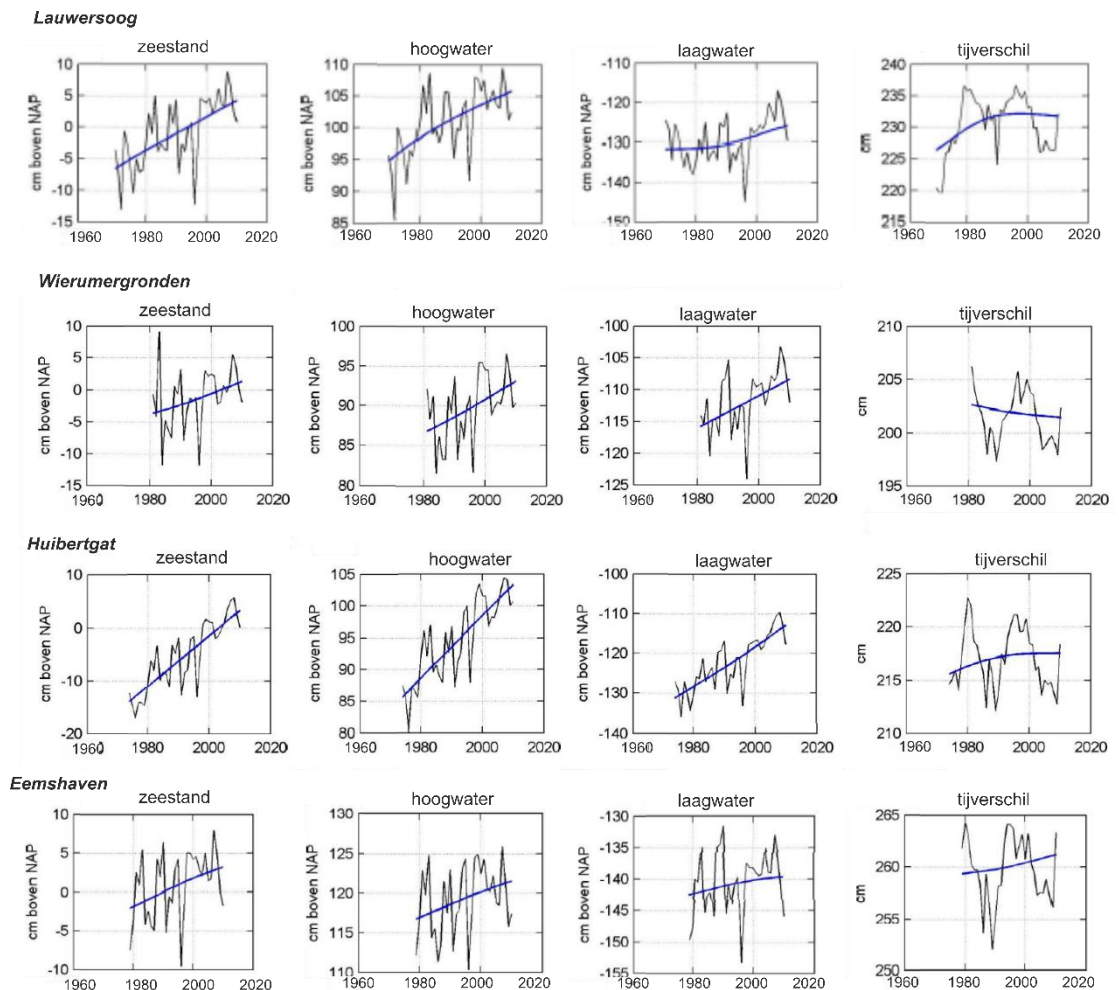 Lauwersoog
zeestand
hoogwater
laagwater
tijverschil
cm boven NAP
10
5
0
-5
-10
-15
1960 1980 2000 2020
cm boven NAP
110
105
100
95
90
85
1960 1980 2000 2020
cm boven NAP
-110
-120
-130
-140
-150
1960 1980 2000 2020
cm
240
235
230
225
220
215
1960 1980 2000 2020
Wierumergronden
zeestand
hoogwater
laagwater
tijverschil
cm boven NAP
10
5
0
-5
-10
-15
1960 1980 2000 2020
cm boven NAP
100
95
90
85
80
1960 1980 2000 2020
cm boven NAP
-100
-105
-110
-115
-120
-125
1960 1980 2000 2020
cm
210
205
200
195
1960 1980 2000 2020
Huibertgat
zeestand
hoogwater
laagwater
tijverschil
cm boven NAP
10
0
-10
-20
1960 1980 2000 2020
cm boven NAP
105
100
95
90
85
80
1960 1980 2000 2020
cm boven NAP
-100
-110
-120
-130
-140
1960 1980 2000 2020
cm
225
220
215
210
1960 1980 2000 2020
Eemshaven
zeestand
hoogwater
laagwater
tijverschil
cm boven NAP
10
5
0
-5
-10
1960 1980 2000 2020
cm boven NAP
130
125
120
115
110
1960 1980 2000 2020
cm boven NAP
-130
-135
-140
-145
-150
-155
1960 1980 2000 2020
cm
265
260
255
250
1960 1980 2000 2020